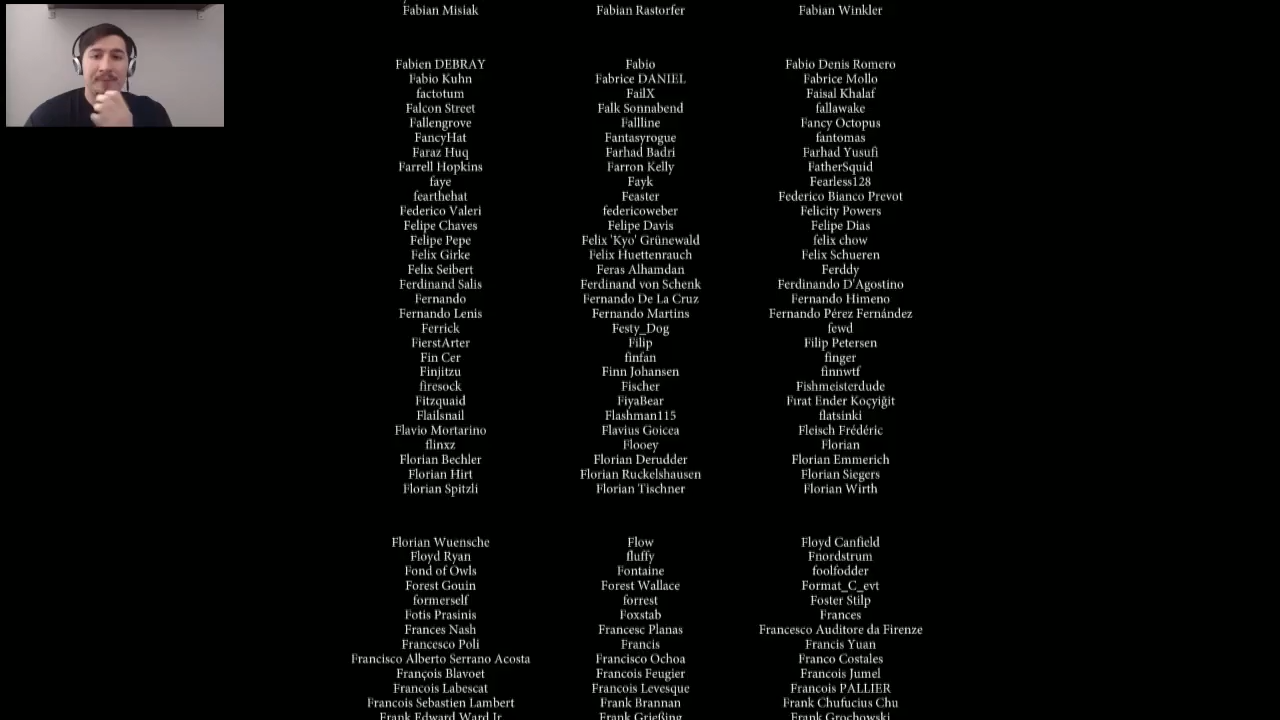 Fabian Misiak Fabian Rastorfer Fabian Winkler
Fabien DEBRAY Fabio Fabio Denis Romero
Fabio Kuhn Fabrice DANIEL Fabrice Mollo
factotum FailX Faisal Khalaf
Falcon Street Falk Sonnabend fallawake
Fallengrove Fallline Fancy Octopus
FancyHat Fantasyrogue fantomas
Faraz Huq Farhad Badri Farhad Yusufi
Farrell Hopkins Farron Kelly FatherSquid
faye Fayk Fearless128
fearthehat Feaster Federico Bianco Prevot
Federico Valeri federicoweber Felicity Powers
Felipe Chaves Felipe Davis Felipe Dias
Felipe Pepe Felix 'Kyo' Grünewald felix chow
Felix Girke Felix Huettenrauch Felix Schueren
Felix Seibert Feras Alhamdan Ferddy
Ferdinand Salis Ferdinand von Schenk Ferdinando D'Agostino
Fernando Fernando De La Cruz Fernando Himeno
Fernando Lenis Fernando Martins Fernando Pérez Fernández
Ferrick Festy_Dog fewd
FierstArter Filip Filip Petersen
Fin Cer finfan finger
Finjitzu Finn Johansen finnwtf
firesock Fischer Fishmeisterdude
Fitzquaid FiyaBear Fırat Ender Koçyiğit
Flailsnail Flashman115 flatsinki
Flavio Mortarino Flavius Goicea Fleisch Frédéric
flinxz Flooey Florian
Florian Bechler Florian Derudder Florian Emmerich
Florian Hirt Florian Ruckelshausen Florian Siegers
Florian Spitzli Florian Tischner Florian Wirth
Florian Wuensche Flow Floyd Canfield
Floyd Ryan fluffy Fnordstrum
Fond of Owls Fontaine foolfodder
Forest Gouin Forest Wallace Format_C_evt
formerself forrest Foster Stilp
Fotis Prasinis Foxstab Frances
Frances Nash Francesc Planas Francesco Auditore da Firenze
Francesco Poli Francis Francis Yuan
Francisco Alberto Serrano Acosta Francisco Ochoa Franco Costales
François Blavoet Francois Feugier Francois Jumel
Francois Labescat Francois Levesque Francois PALLIER
Francois Sebastien Lambert Frank Brannan Frank Chufucius Chu
Frank Edward Ward Jr Frank Grießing Frank Grochowski